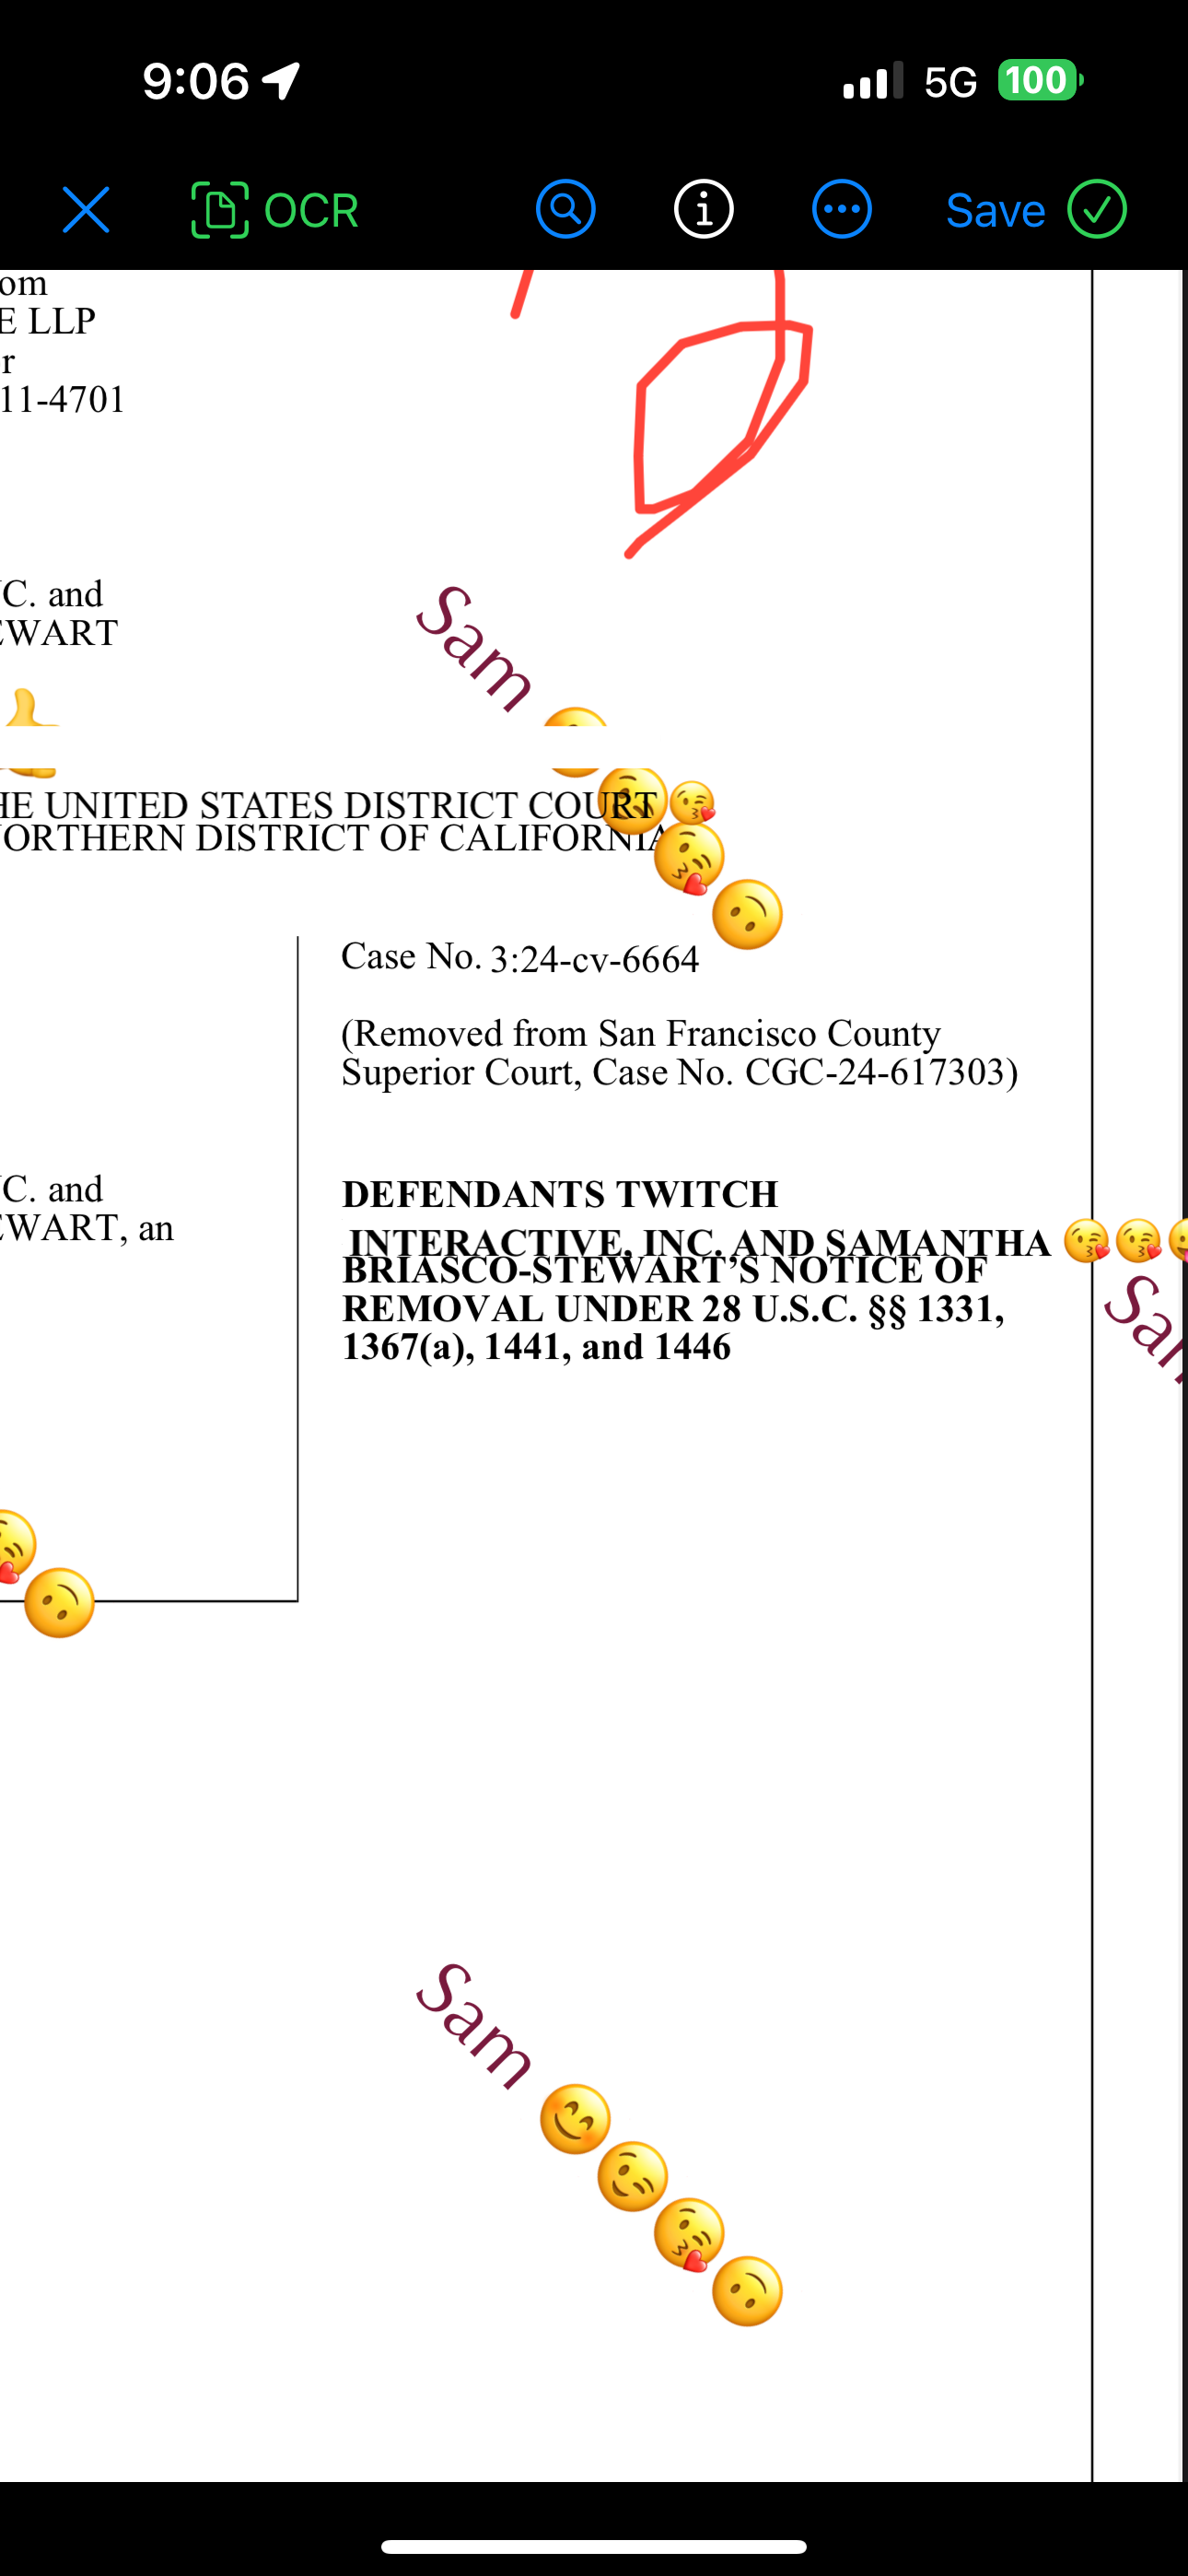 9:06
5G 100
OCR
Save
om
E LLP
r
11-4701
C. and
EWART
Sam
HE UNITED STATES DISTRICT COURT
ORTHERN DISTRICT OF CALIFORNIA
Case No. 3:24-cv-6664
(Removed from San Francisco County
Superior Court, Case No. CGC-24-617303)
C. and
EWART, an
DEFENDANTS TWITCH
INTERACTIVE, INC. AND SAMANTHA 😘😘
BRIASCO-STEWART’S NOTICE OF
REMOVAL UNDER 28 U.S.C. §§ 1331,
1367(a), 1441, and 1446
Sam
Sam 😊😉😘🙃